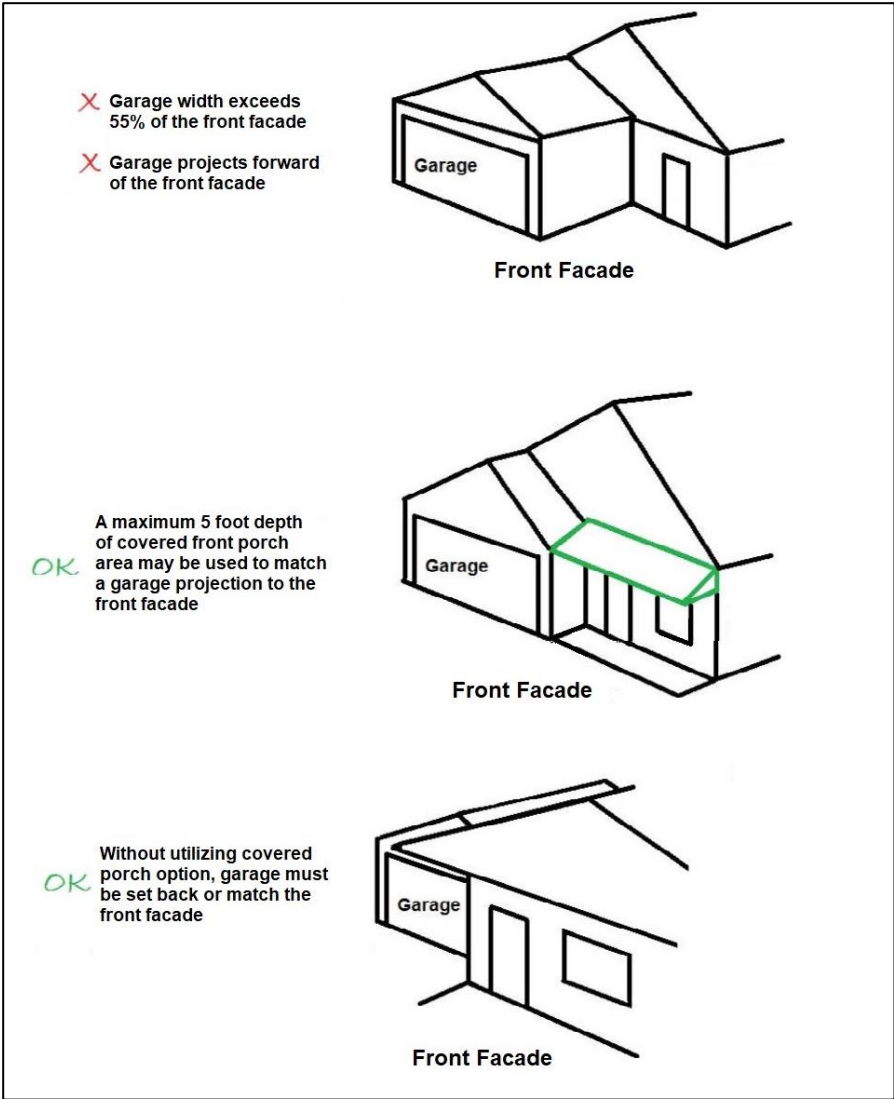 X Garage width exceeds
55% of the front facade
X Garage projects forward
of the front facade
Garage
Front Facade
A maximum 5 foot depth
of covered front porch
OK area may be used to match
a garage projection to the
front facade
Garage
Front Facade
Without utilizing covered
OK porch option, garage must
be set back or match the
front facade
Garage
Front Facade